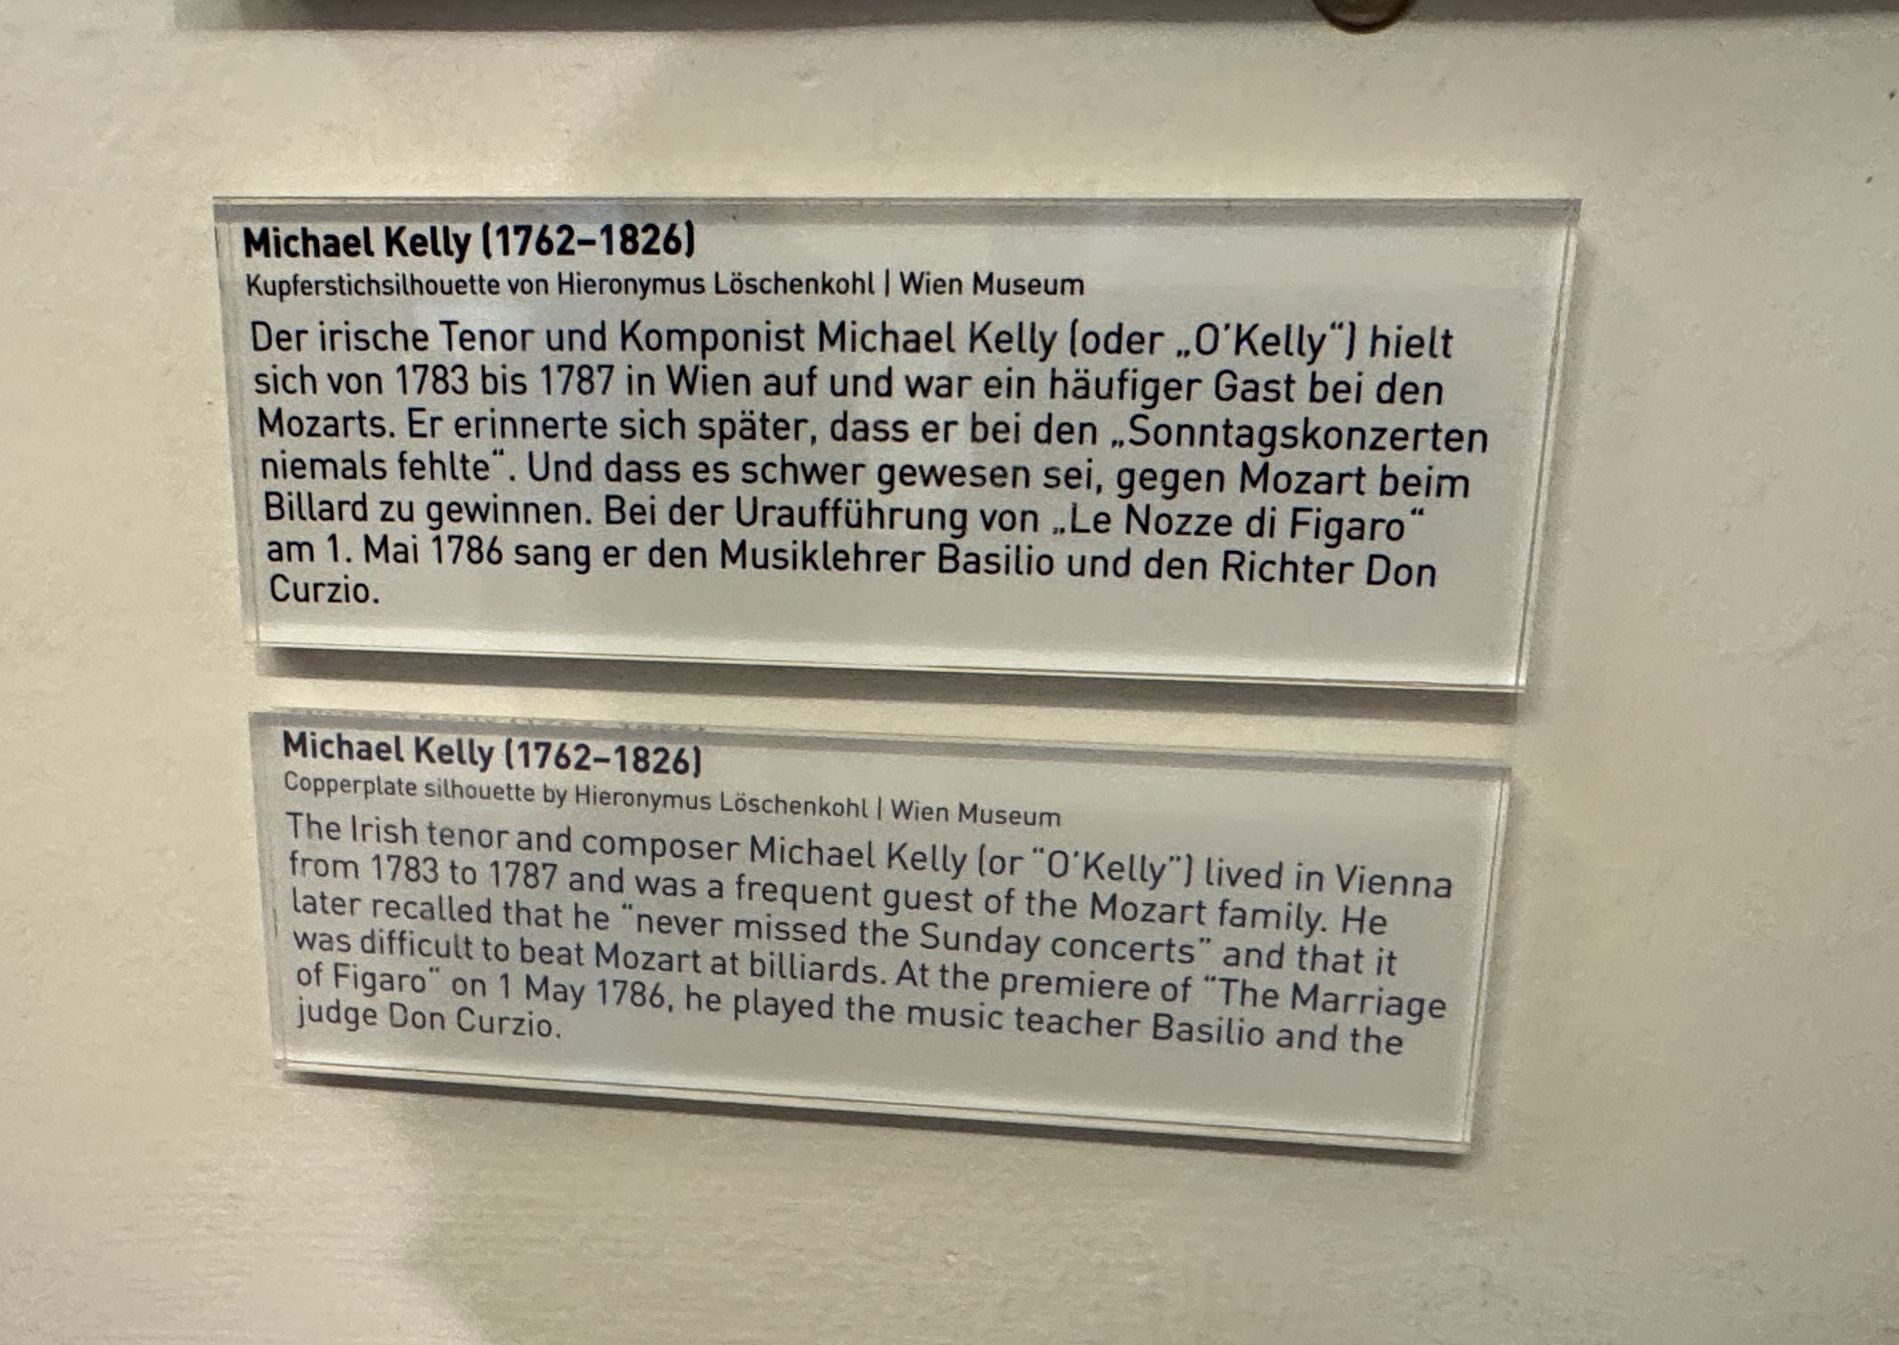 Michael Kelly (1762–1826)
Kupferstichsilhouette von Hieronymus Löschenkohl | Wien Museum
Der irische Tenor und Komponist Michael Kelly (oder „O’Kelly“) hielt
sich von 1783 bis 1787 in Wien auf und war ein häufiger Gast bei den
Mozarts. Er erinnerte sich später, dass er bei den „Sonntagskonzerten
niemals fehlte“. Und dass es schwer gewesen sei, gegen Mozart beim
Billard zu gewinnen. Bei der Uraufführung von „Le Nozze di Figaro“
am 1. Mai 1786 sang er den Musiklehrer Basilio und den Richter Don
Curzio.
Michael Kelly (1762–1826)
Copperplate silhouette by Hieronymus Löschenkohl | Wien Museum
The Irish tenor and composer Michael Kelly (or “O’Kelly”) lived in Vienna
from 1783 to 1787 and was a frequent guest of the Mozart family. He
later recalled that he “never missed the Sunday concerts” and that it
was difficult to beat Mozart at billiards. At the premiere of “The Marriage
of Figaro” on 1 May 1786, he played the music teacher Basilio and the
judge Don Curzio.